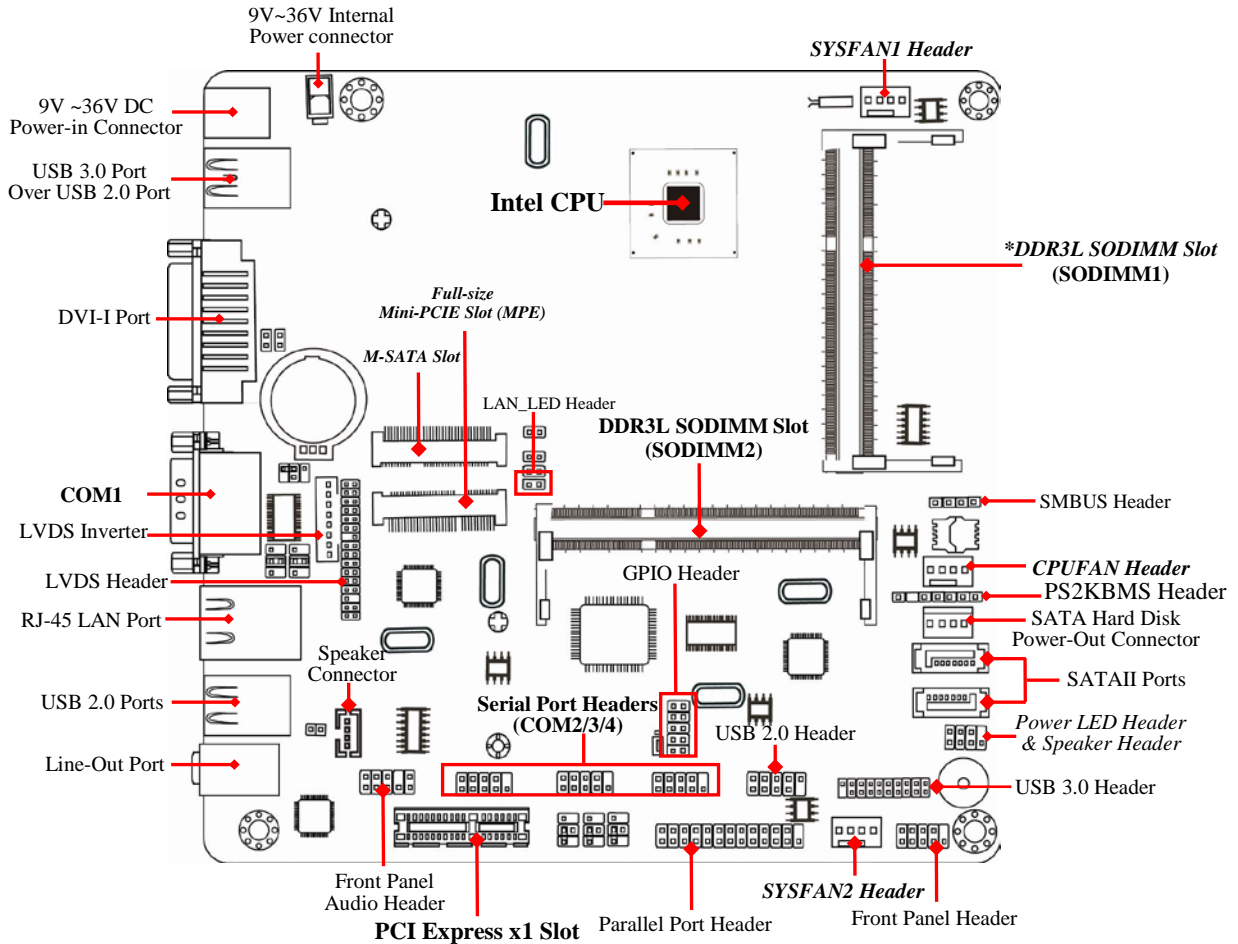 9V~36V Internal
Power connector
SYSFAN1 Header
9V ~36V DC
Power-in Connector
USB 3.0 Port
Over USB 2.0 Port
Intel CPU
*DDR3L SODIMM Slot
(SODIMM1)
Full-size
Mini-PCIE Slot (MPE)
DVI-I Port
M-SATA Slot
LAN_LED Header
DDR3L SODIMM Slot
(SODIMM2)
COM1
SMBUS Header
LVDS Inverter
CPUFAN Header
GPIO Header
LVDS Header
PS2KBMS Header
RJ-45 LAN Port
SATA Hard Disk
Power-Out Connector
Speaker
Connector
SATAII Ports
USB 2.0 Ports
Serial Port Headers
(COM2/3/4)
Power LED Header
& Speaker Header
USB 2.0 Header
Line-Out Port
USB 3.0 Header
Front Panel
Audio Header
SYSFAN2 Header
PCI Express x1 Slot
Parallel Port Header
Front Panel Header